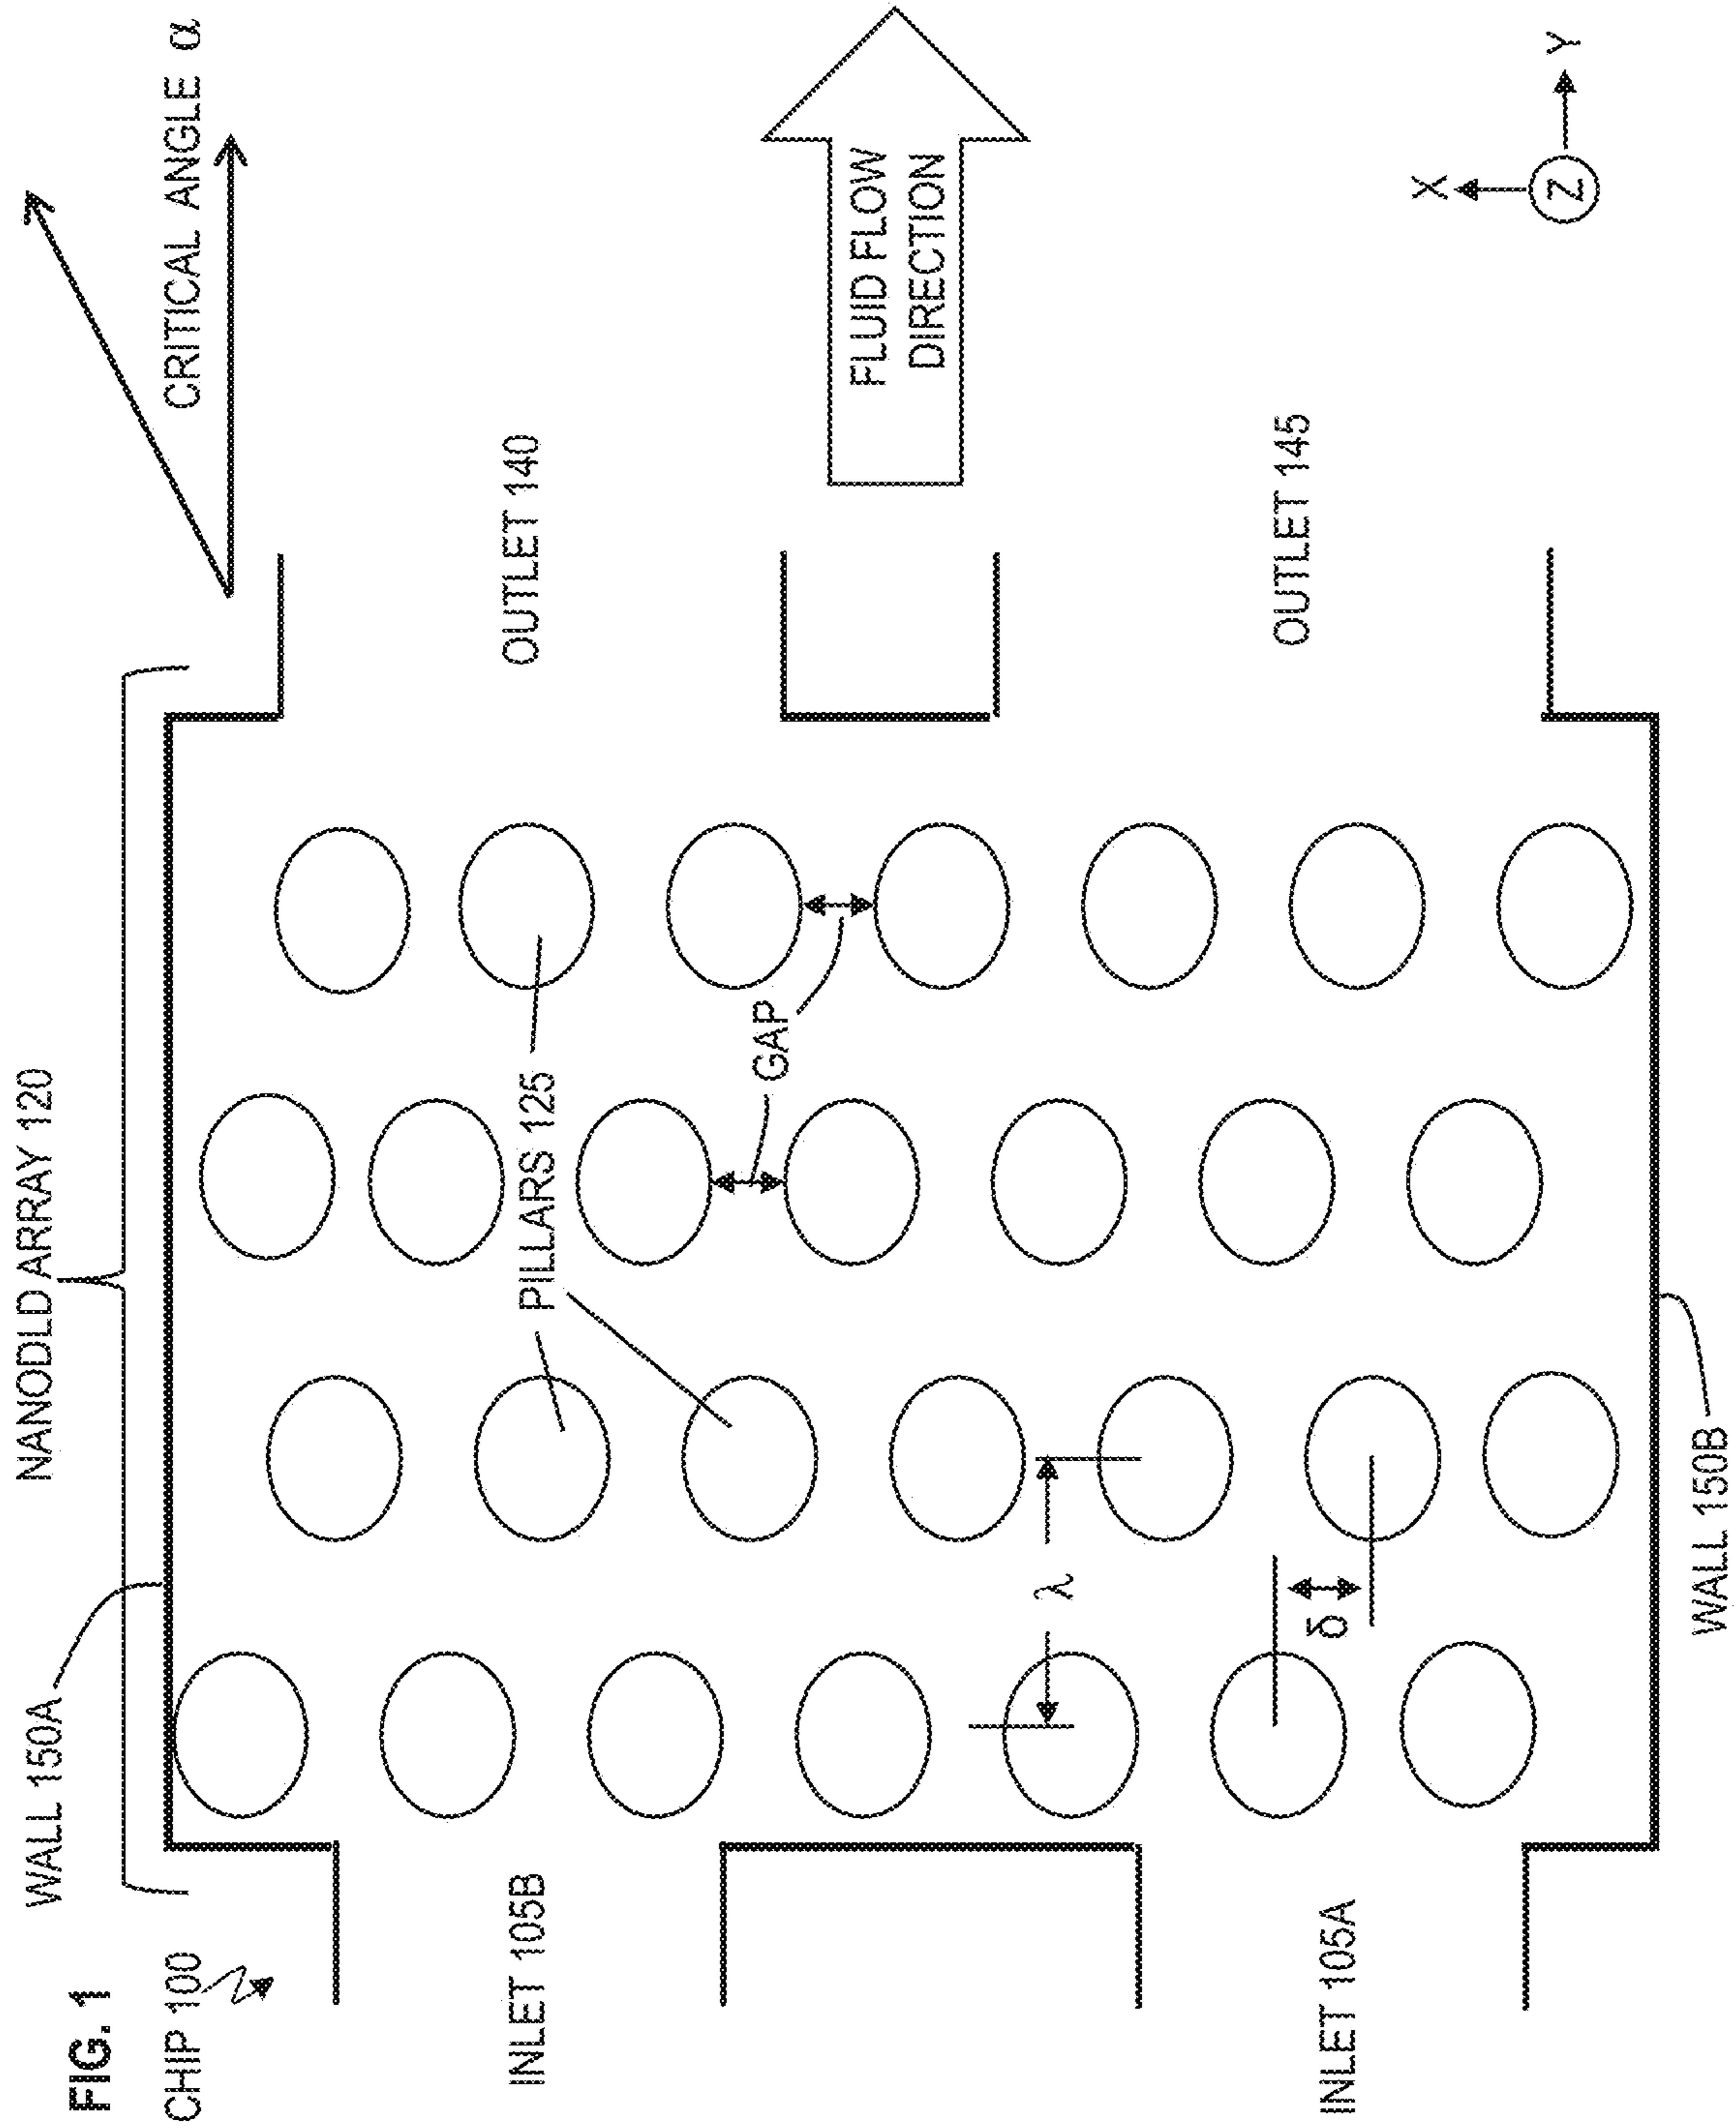 FIG. 1
CHIP 100
WALL 150A
NANODLD ARRAY 120
CRITICAL ANGLE α
INLET 105B
PILLARS 125
GAP
OUTLET 140
FLUID FLOW
DIRECTION
λ
δ
INLET 105A
OUTLET 145
X
Y
Z
WALL 150B